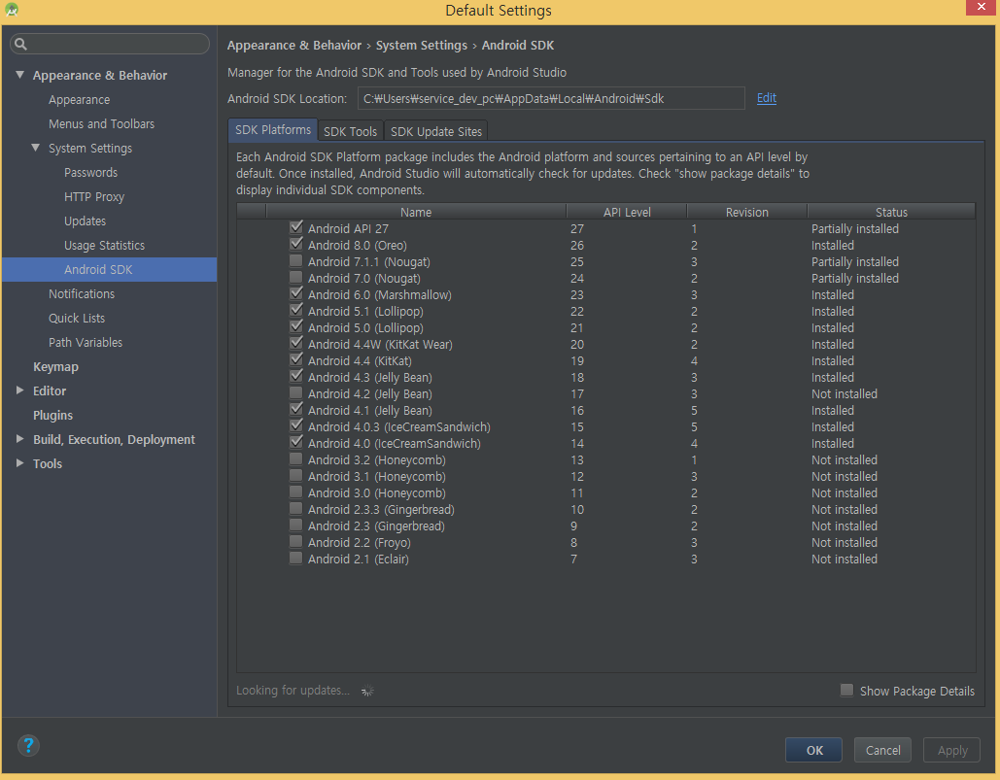 Default Settings
Appearance & Behavior › System Settings › Android SDK
Manager for the Android SDK and Tools used by Android Studio
Android SDK Location: C:₩Users₩service_dev_pc₩AppData₩Local₩Android₩Sdk Edit
Appearance & Behavior
Appearance
Menus and Toolbars
System Settings
Passwords
HTTP Proxy
Updates
Usage Statistics
Android SDK
Notifications
Quick Lists
Path Variables
Keymap
Editor
Plugins
Build, Execution, Deployment
Tools
SDK Platforms SDK Tools SDK Update Sites
Each Android SDK Platform package includes the Android platform and sources pertaining to an API level by
default. Once installed, Android Studio will automatically check for updates. Check "show package details" to
display individual SDK components.
Name API Level Revision Status
Android API 27 27 1 Partially installed
Android 8.0 (Oreo) 26 2 Installed
Android 7.1.1 (Nougat) 25 3 Partially installed
Android 7.0 (Nougat) 24 2 Partially installed
Android 6.0 (Marshmallow) 23 3 Installed
Android 5.1 (Lollipop) 22 2 Installed
Android 5.0 (Lollipop) 21 2 Installed
Android 4.4W (KitKat Wear) 20 2 Installed
Android 4.4 (KitKat) 19 4 Installed
Android 4.3 (Jelly Bean) 18 3 Installed
Android 4.2 (Jelly Bean) 17 3 Not installed
Android 4.1 (Jelly Bean) 16 5 Installed
Android 4.0.3 (IceCreamSandwich) 15 5 Installed
Android 4.0 (IceCreamSandwich) 14 4 Installed
Android 3.2 (Honeycomb) 13 1 Not installed
Android 3.1 (Honeycomb) 12 3 Not installed
Android 3.0 (Honeycomb) 11 2 Not installed
Android 2.3.3 (Gingerbread) 10 2 Not installed
Android 2.3 (Gingerbread) 9 2 Not installed
Android 2.2 (Froyo) 8 3 Not installed
Android 2.1 (Eclair) 7 3 Not installed
Looking for updates... Show Package Details
? OK Cancel Apply